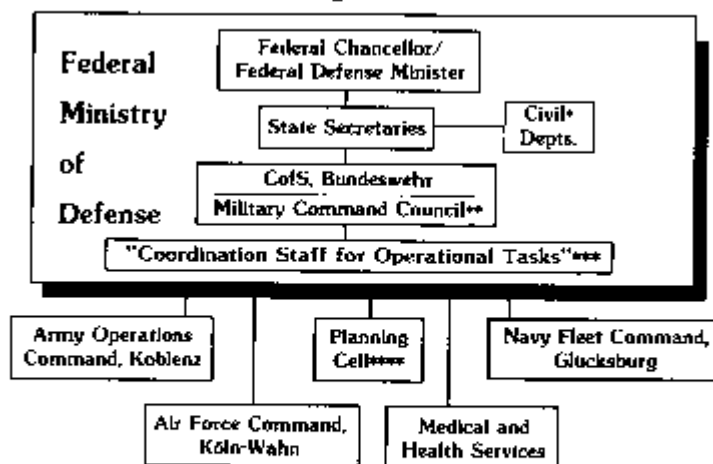 Federal
Ministry
of
Defense
Federal Chancellor/
Federal Defense Minister
State Secretaries
Civil*
Depts.
CofS, Bundeswehr
Military Command Council**
"Coordination Staff for Operational Tasks"***
Army Operations
Command, Koblenz
Planning
Cell****
Navy Fleet Command,
Glucksburg
Air Force Command,
Köln-Wahn
Medical and
Health Services